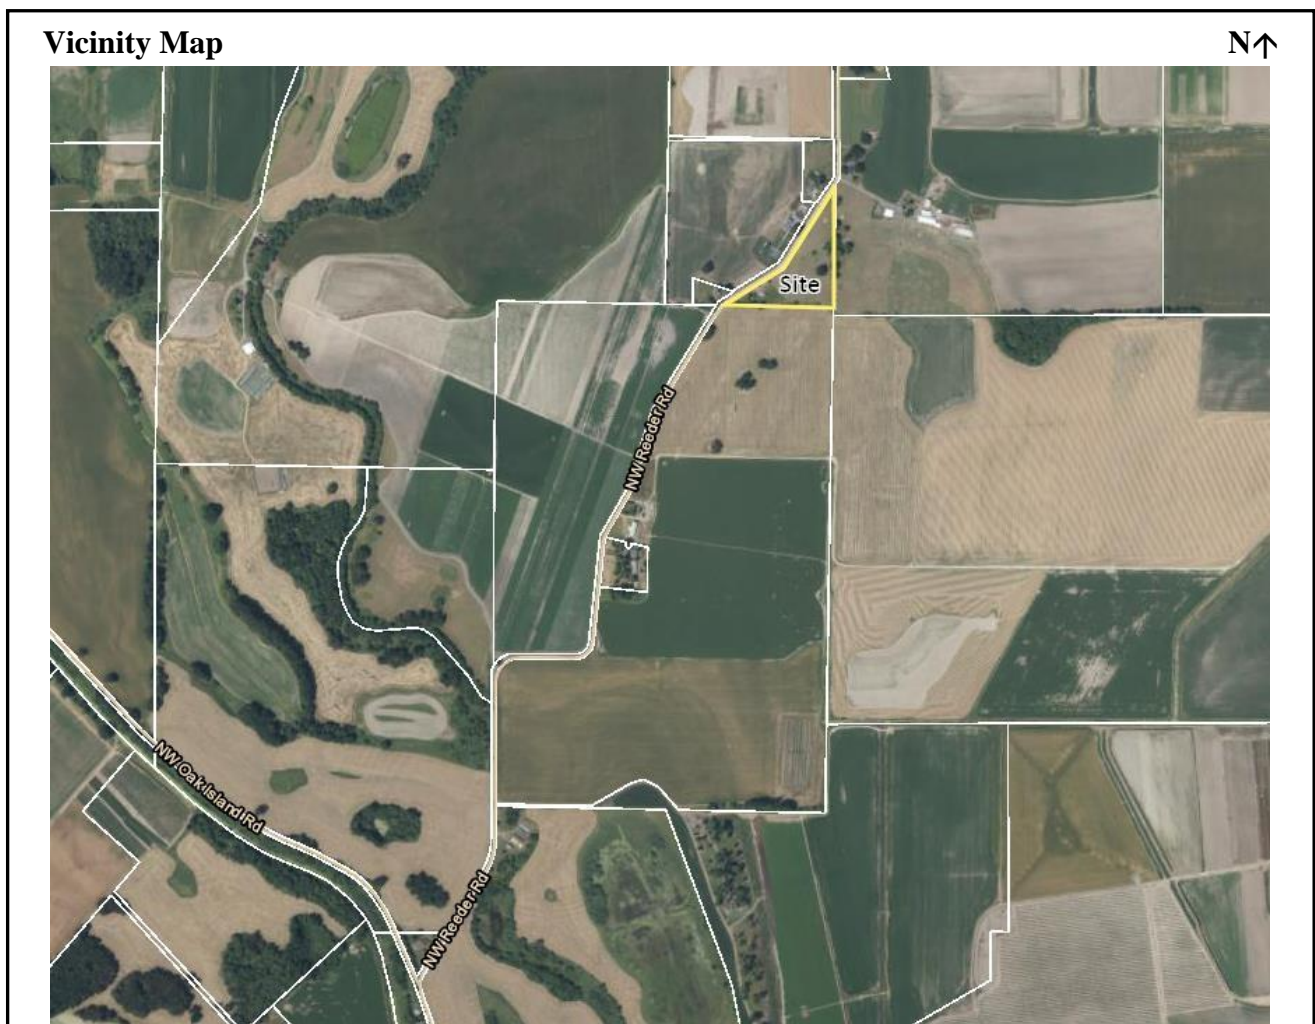 Vicinity Map
N↑
Site
NW Reeder Rd
NW Oak Island Rd
NW Reeder Rd